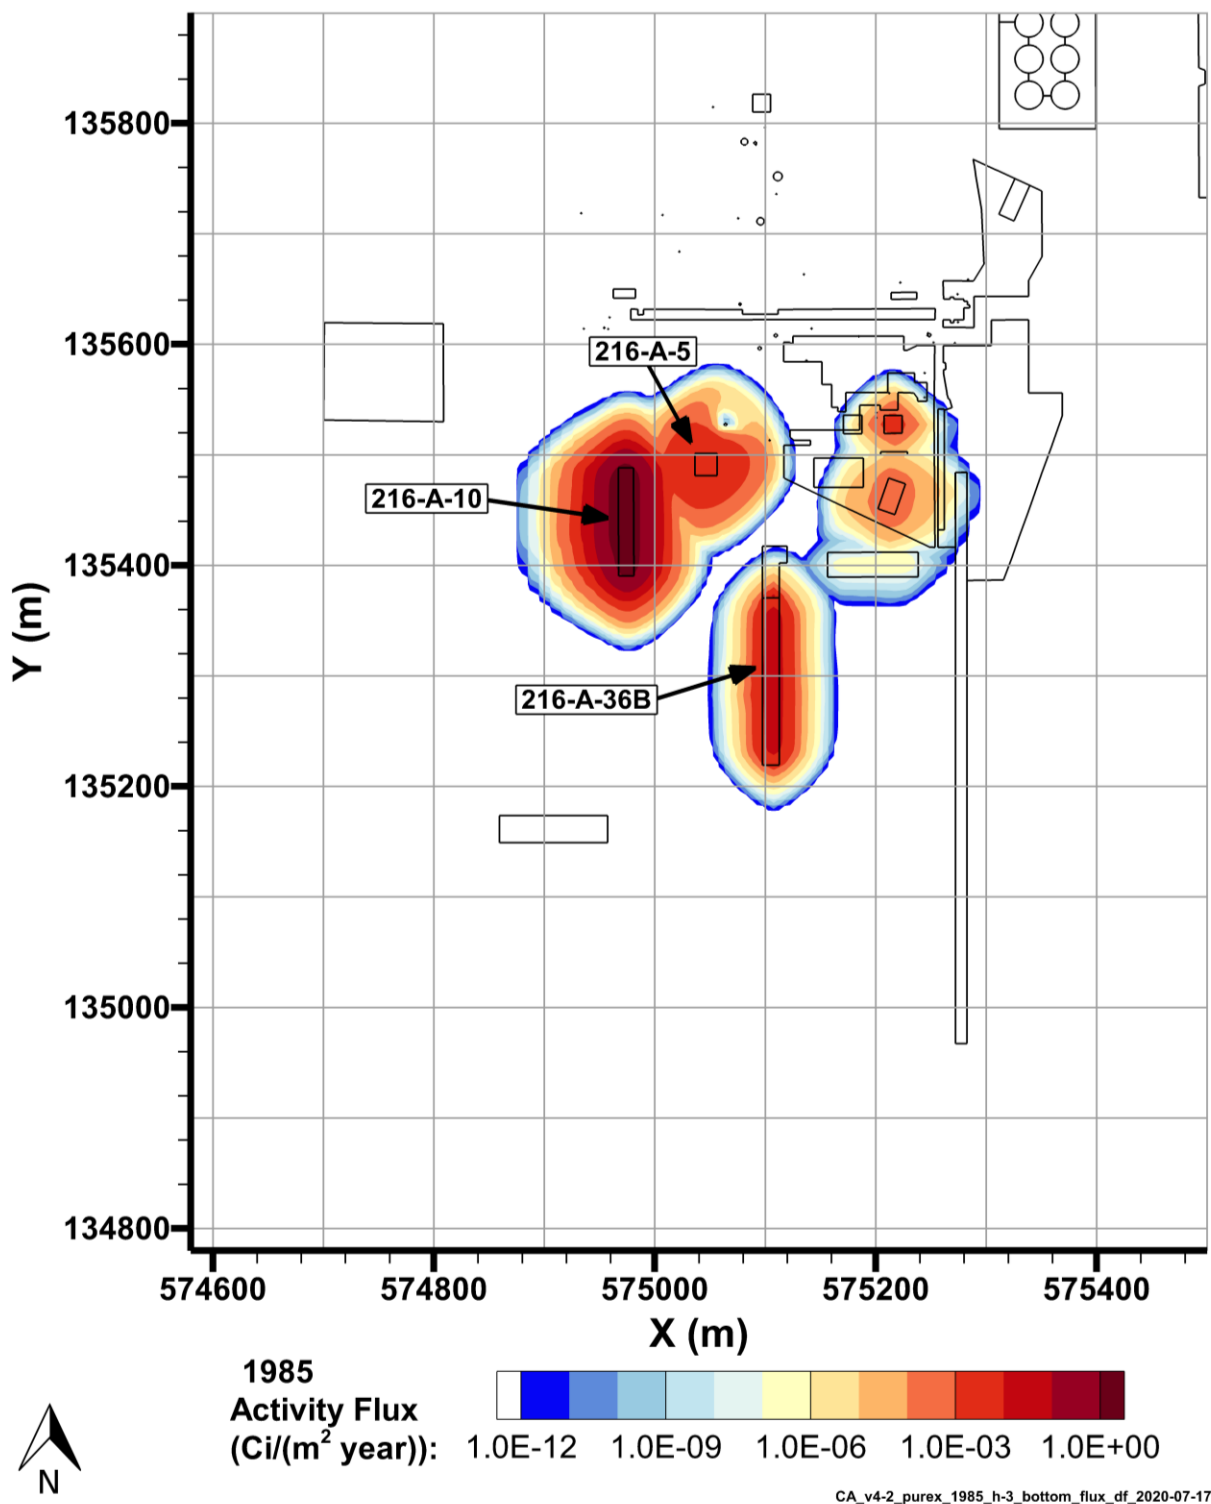 135800
135600
135400
135200
135000
134800
Y (m)
216-A-5
216-A-10
216-A-36B
574600 574800 575000 575200 575400
X (m)
1985
Activity Flux
(Ci/(m² year)):
1.0E-12 1.0E-09 1.0E-06 1.0E-03 1.0E+00
N
CA_v4-2_purex_1985_h-3_bottom_flux_df_2020-07-17